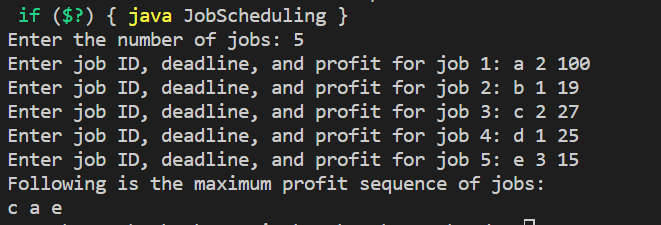 if ($?) { java JobScheduling }
Enter the number of jobs: 5
Enter job ID, deadline, and profit for job 1: a 2 100
Enter job ID, deadline, and profit for job 2: b 1 19
Enter job ID, deadline, and profit for job 3: c 2 27
Enter job ID, deadline, and profit for job 4: d 1 25
Enter job ID, deadline, and profit for job 5: e 3 15
Following is the maximum profit sequence of jobs:
c a e